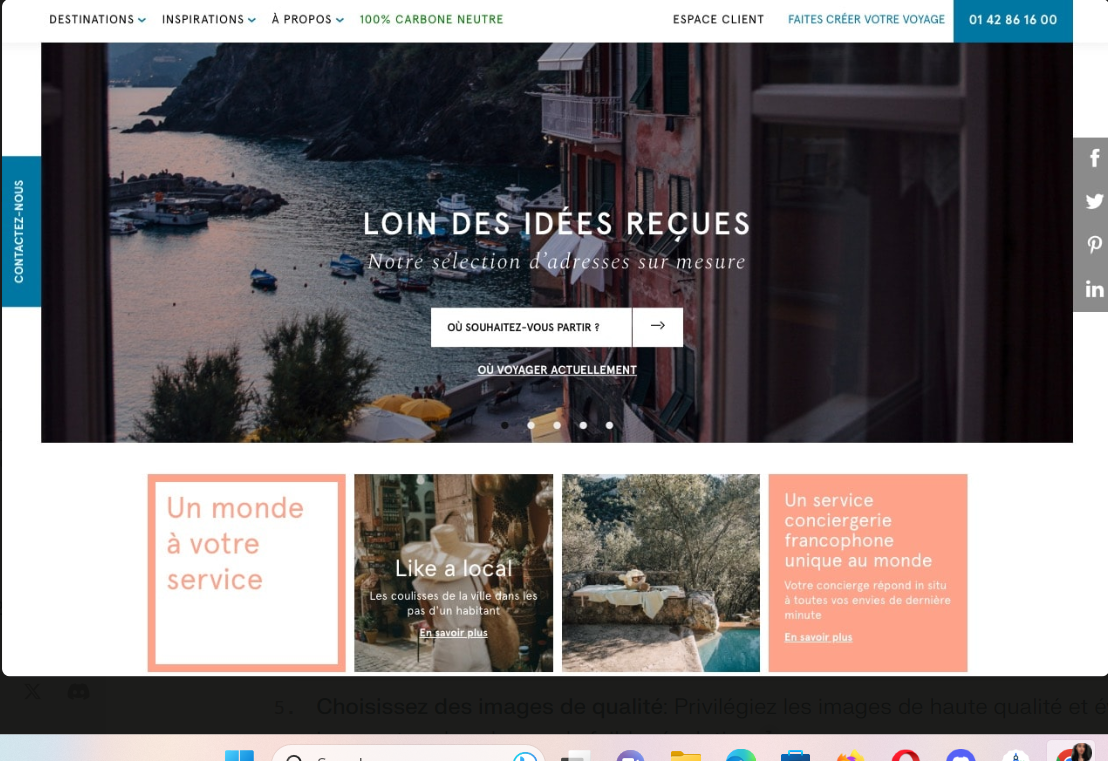 DESTINATIONS INSPIRATIONS À PROPOS 100% CARBONE NEUTRE ESPACE CLIENT FAITES CRÉER VOTRE VOYAGE 01 42 86 16 00
CONTACTEZ-NOUS
LOIN DES IDÉES REÇUES
Notre sélection d'adresses sur mesure
OÙ SOUHAITEZ-VOUS PARTIR ?
OÙ VOYAGER ACTUELLEMENT
Un monde
à votre
service
Like a local
Les coulisses de la ville dans les
pas d'un habitant
En savoir plus
Un service
conciergerie
francophone
unique au monde
Votre concierge répond in situ
à toutes vos envies de dernière
minute
En savoir plus
5. Choisissez des images de qualité: Privilégiez les images de haute qualité et